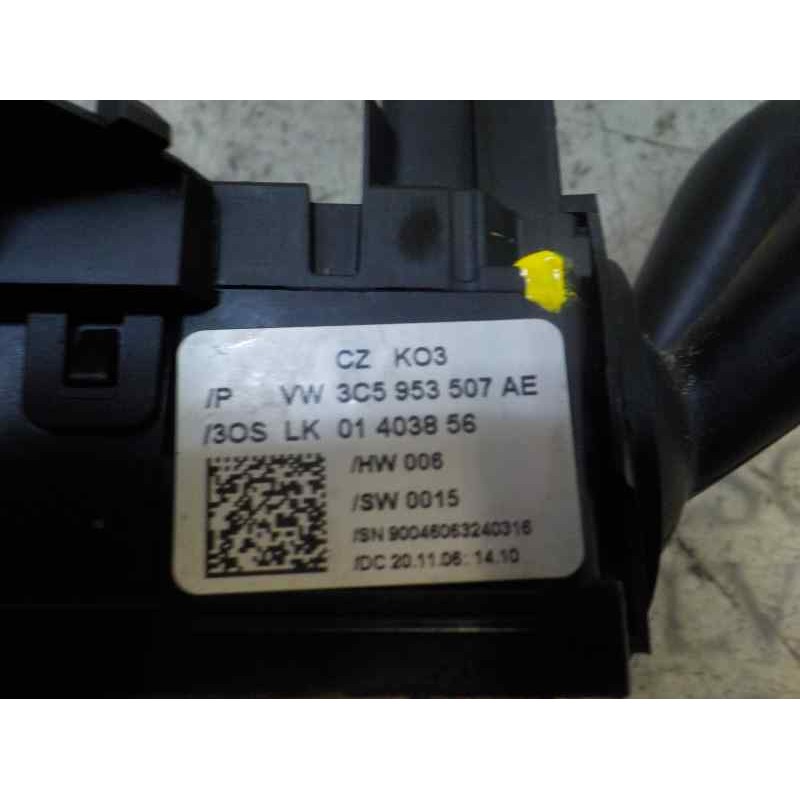 CZ KO3
/P VW 3C5 953 507 AE
/3OS LK 01 4038 56
/HW 006
/SW 0015
/SN 90046063240316
/DC 20.11.06: 14.10